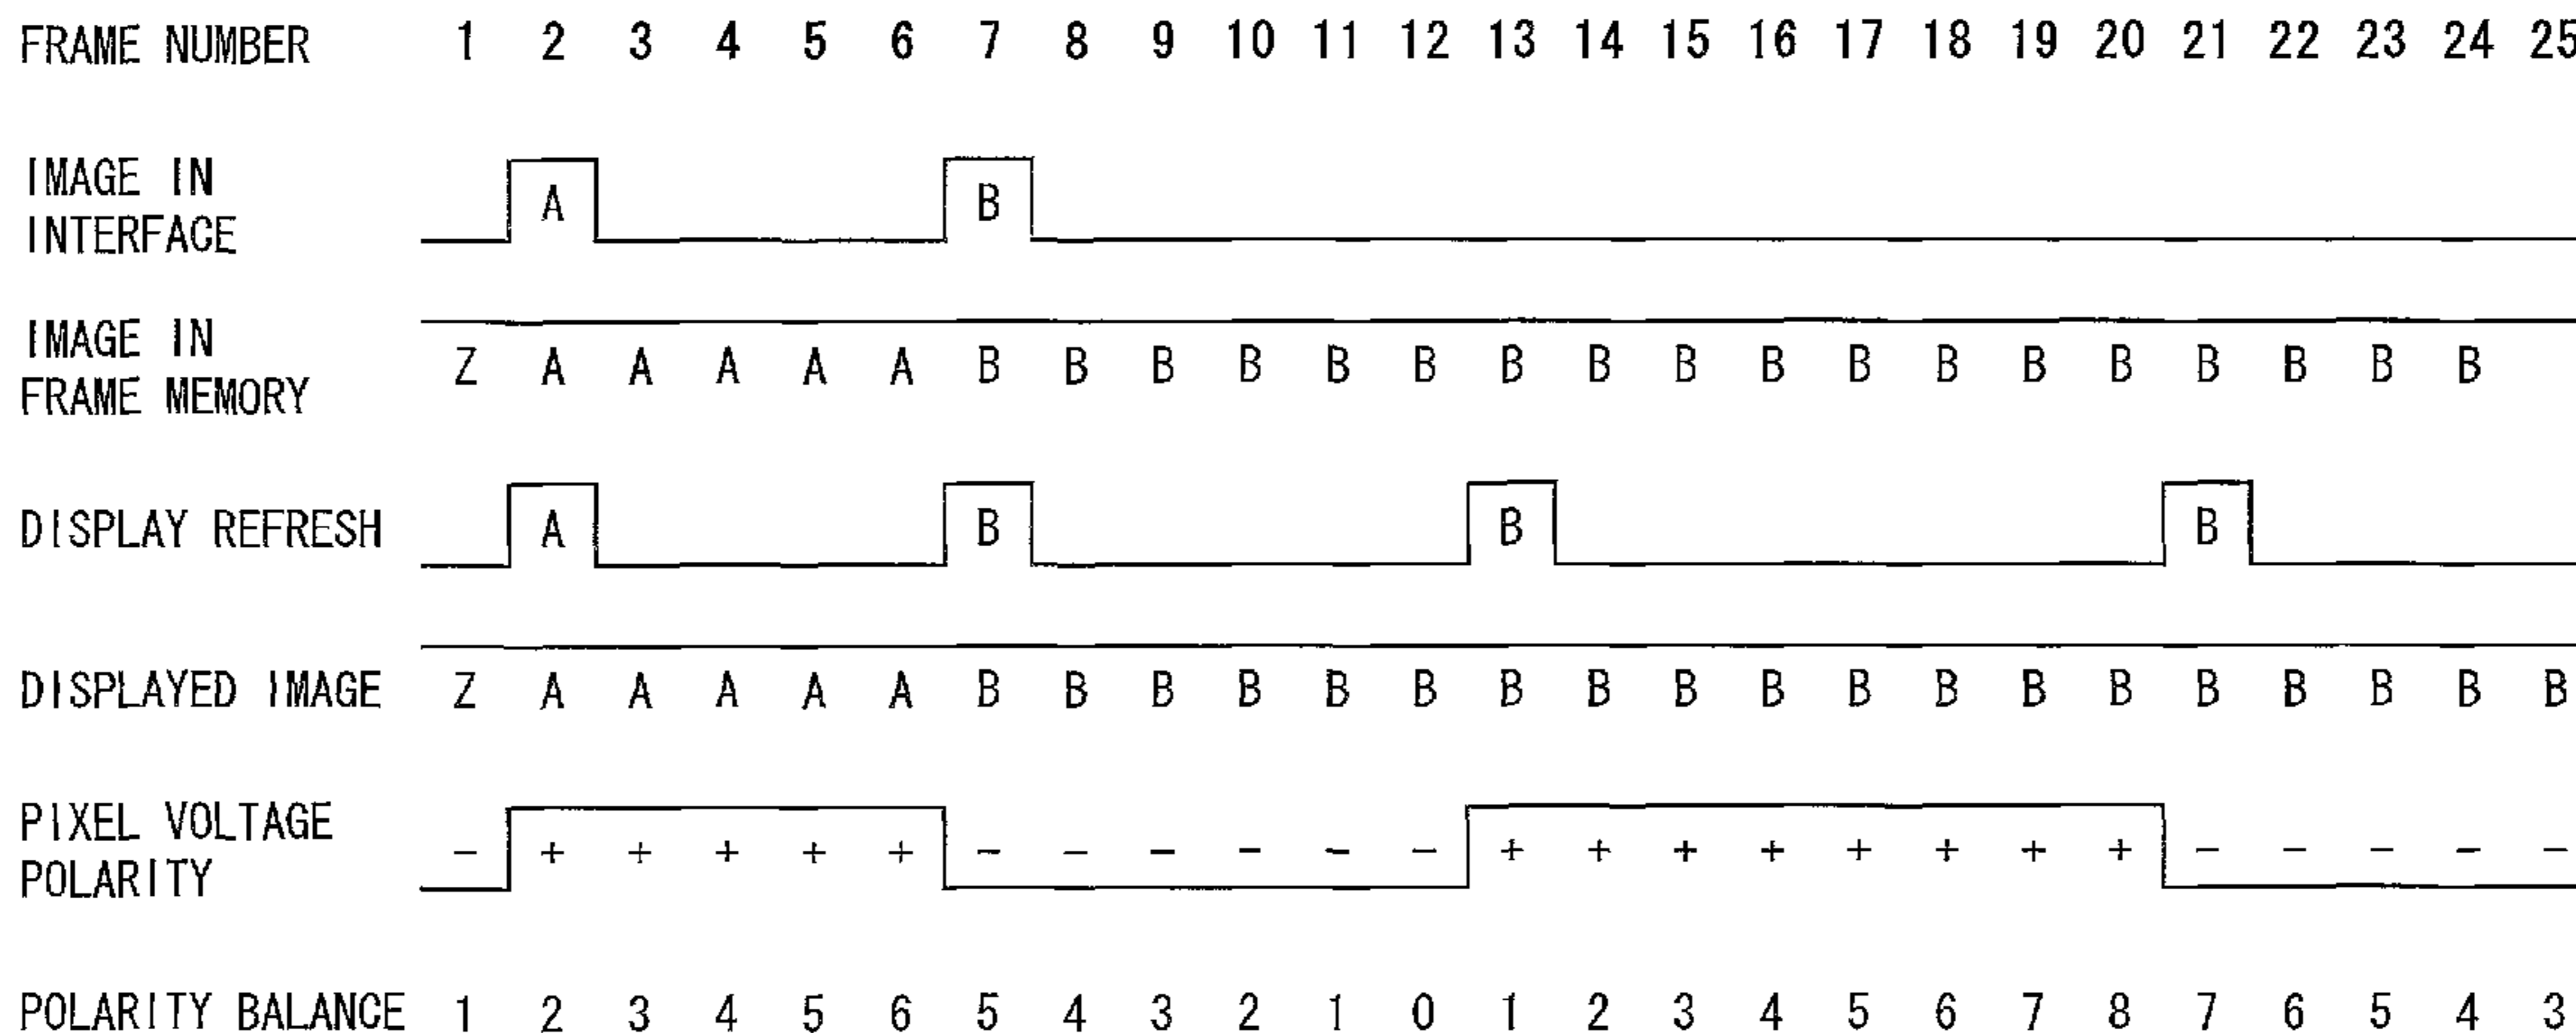 FRAME NUMBER 1 2 3 4 5 6 7 8 9 10 11 12 13 14 15 16 17 18 19 20 21 22 23 24 25
IMAGE IN
INTERFACE
A B
IMAGE IN
FRAME MEMORY
Z A A A A A B B B B B B B B B B B B B B B B B B
DISPLAY REFRESH A B B B
DISPLAYED IMAGE Z A A A A A B B B B B B B B B B B B B B B B B B B
PIXEL VOLTAGE
POLARITY
- + + + + + - - - - - - + + + + + + + + - - - - -
POLARITY BALANCE 1 2 3 4 5 6 5 4 3 2 1 0 1 2 3 4 5 6 7 8 7 6 5 4 3